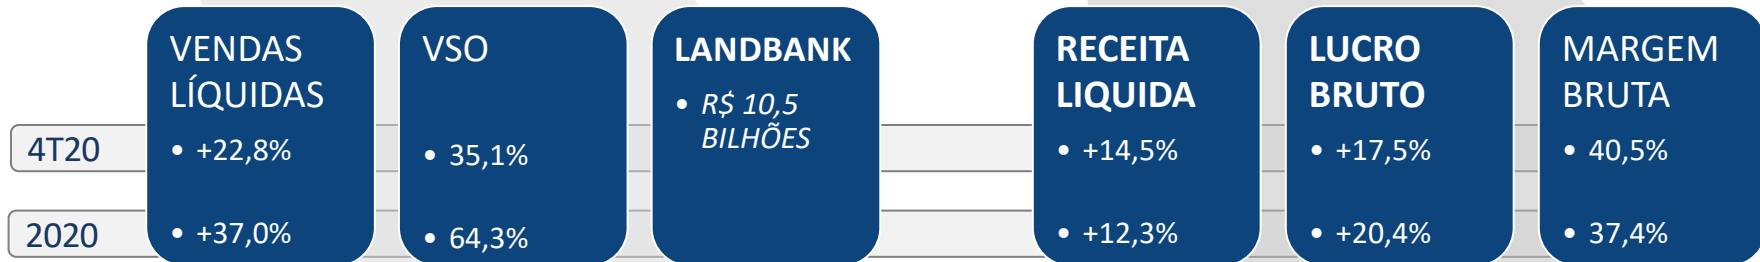 VENDAS
LÍQUIDAS
VSO
LANDBANK
• R$ 10,5
BILHÕES
RECEITA
LIQUIDA
LUCRO
BRUTO
MARGEM
BRUTA
4T20
• +22,8%
• 35,1%
• +14,5%
• +17,5%
• 40,5%
2020
• +37,0%
• 64,3%
• +12,3%
• +20,4%
• 37,4%